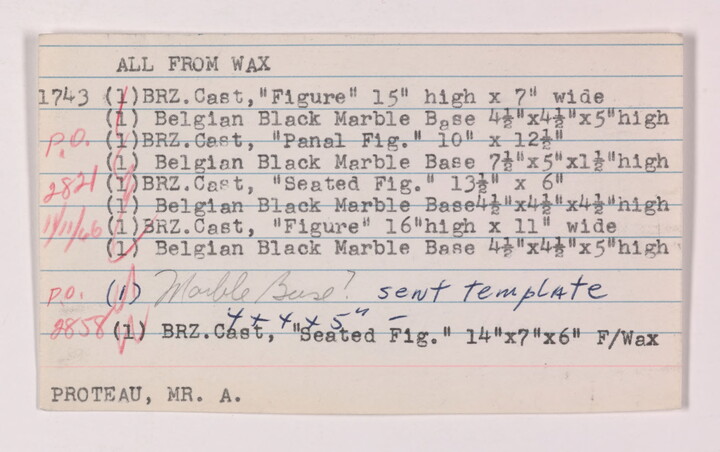 ALL FROM WAX
1743 (1)BRZ.Cast,"Figure" 15" high x 7" wide
(1) Belgian Black Marble Base 4½"x4½"x5"high
P.O. (1)BRZ.Cast, "Panal Fig." 10" x 12½"
(1) Belgian Black Marble Base 7½"x5"x1½"high
2821 (1)BRZ.Cast, "Seated Fig." 13½" x 6"
(1) Belgian Black Marble Base4½"x4½"x4½"high
11/11/66 (1)BRZ.Cast, "Figure" 16"high x 11" wide
(1) Belgian Black Marble Base 4½"x4½"x5"high
P.O. (1) Marble Base? sent template
4 x 4 x 5" –
2858 (1) BRZ.Cast, "Seated Fig." 14"x7"x6" F/Wax
PROTEAU, MR. A.